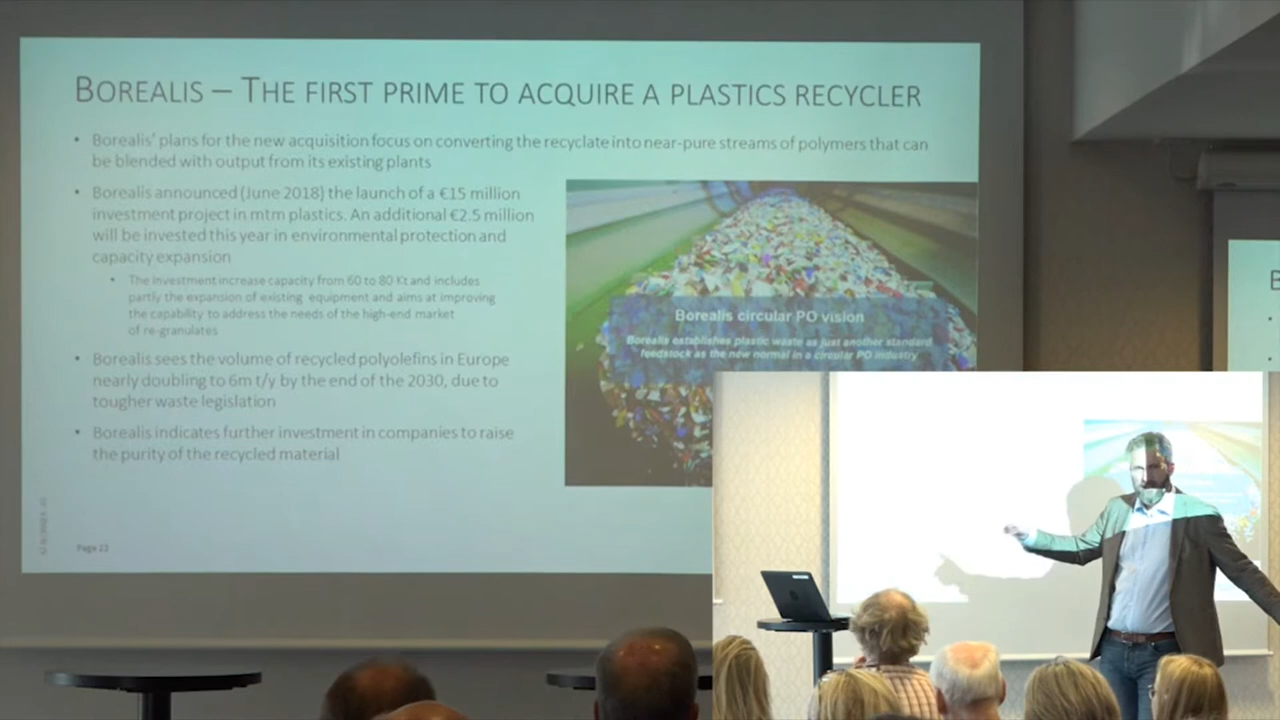 BOREALIS – THE FIRST PRIME TO ACQUIRE A PLASTICS RECYCLER
• Borealis' plans for the new acquisition focus on converting the recyclate into near-pure streams of polymers that can
be blended with output from its existing plants
• Borealis announced (June 2018) the launch of a €15 million
investment project in mtm plastics. An additional €2.5 million
will be invested this year in environmental protection and
capacity expansion
• The investment increase capacity from 60 to 80 Kt and includes
partly the expansion of existing equipment and aims at improving
the capability to address the needs of the high-end market
of re-granulates
• Borealis sees the volume of recycled polyolefins in Europe
nearly doubling to 6m t/y by the end of the 2030, due to
tougher waste legislation
• Borealis indicates further investment in companies to raise
the purity of the recycled material
Borealis circular PO vision
Borealis establishes plastic waste as just another standard
feedstock as the new normal in a circular PO industry
Page 23